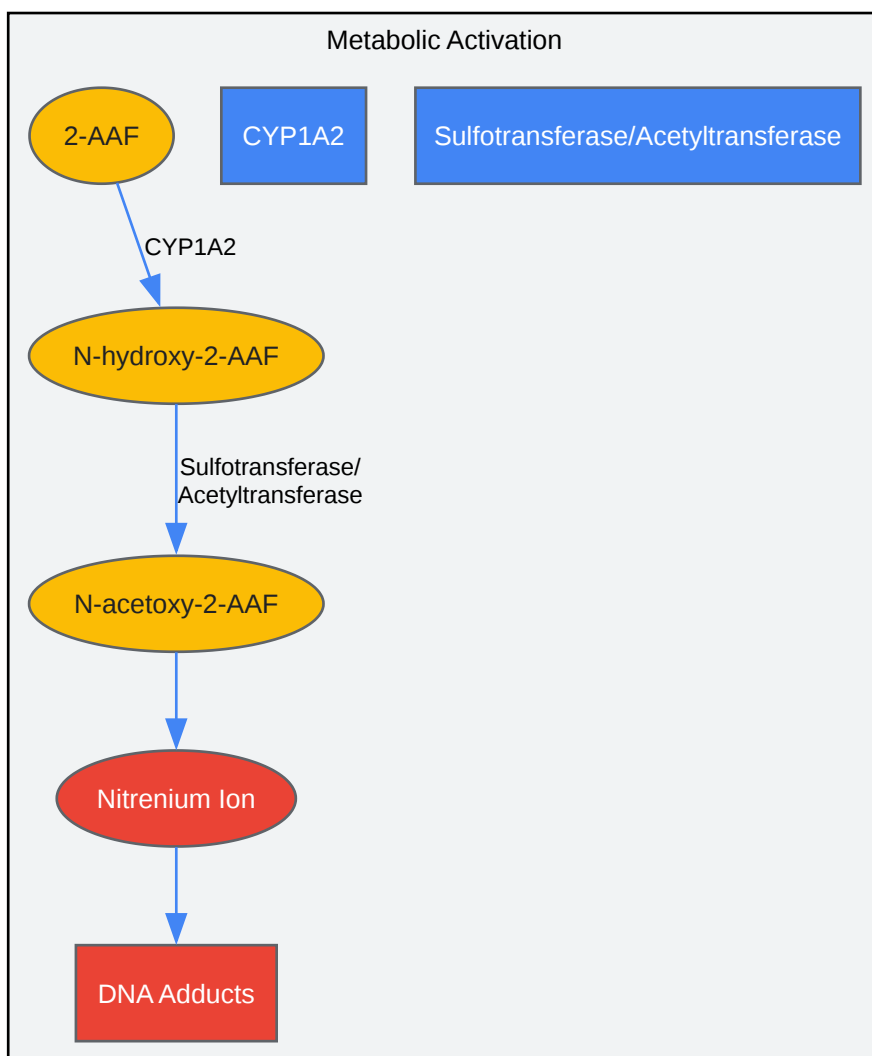 Metabolic Activation
2-AAF
CYP1A2
Sulfotransferase/Acetyltransferase
CYP1A2
N-hydroxy-2-AAF
Sulfotransferase/
Acetyltransferase
N-acetoxy-2-AAF
Nitrenium Ion
DNA Adducts